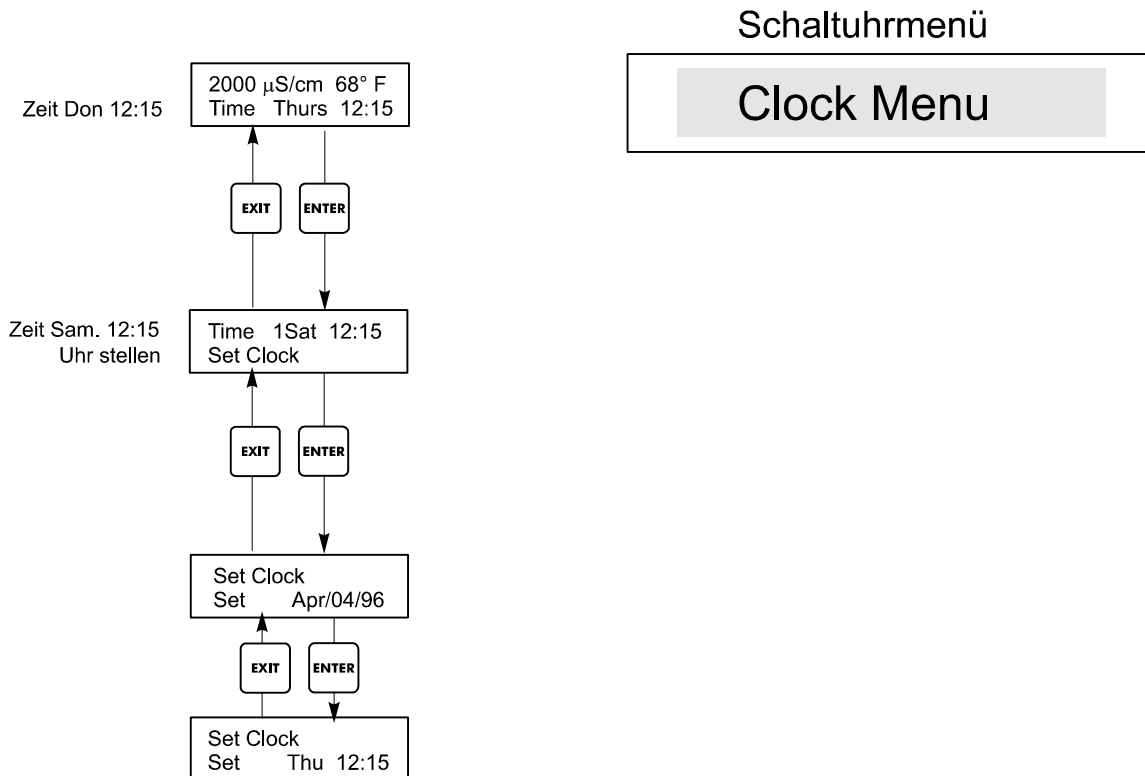 Schaltuhrmenü
Clock Menu
2000 μS/cm 68° F
Zeit Don 12:15
Time Thurs 12:15
EXIT
ENTER
Zeit Sam. 12:15
Uhr stellen
Time 1Sat 12:15
Set Clock
EXIT
ENTER
Set Clock
Set Apr/04/96
EXIT
ENTER
Set Clock
Set Thu 12:15